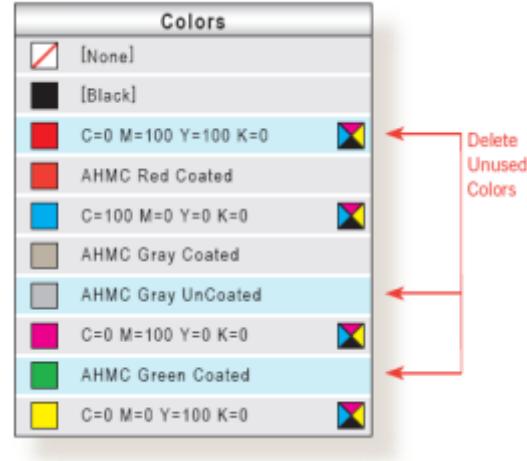 Colors
[None]
[Black]
C=0 M=100 Y=100 K=0
AHMC Red Coated
C=100 M=0 Y=0 K=0
AHMC Gray Coated
AHMC Gray UnCoated
C=0 M=100 Y=0 K=0
AHMC Green Coated
C=0 M=0 Y=100 K=0
Delete
Unused
Colors